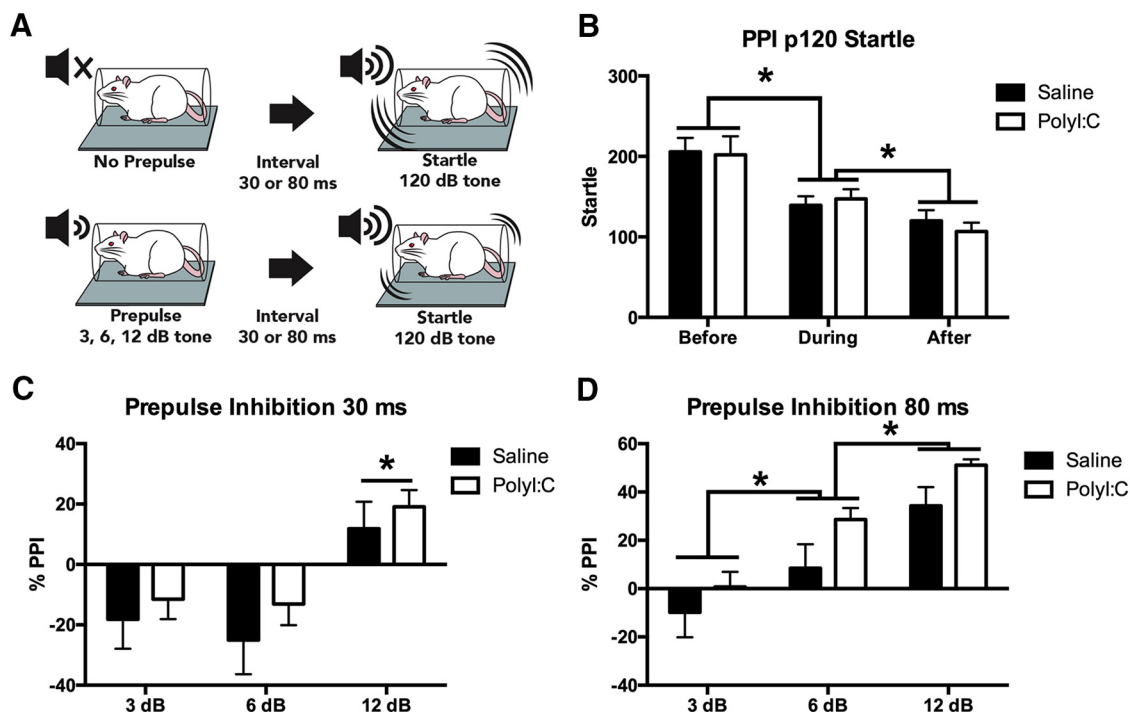 A
No Prepulse
Interval
30 or 80 ms
Startle
120 dB tone
Prepulse
3, 6, 12 dB tone
Interval
30 or 80 ms
Startle
120 dB tone
B
PPI p120 Startle
Startle
300
200
100
0
*
*
Before
During
After
Saline
PolyI:C
C
Prepulse Inhibition 30 ms
% PPI
40
20
0
-20
-40
*
3 dB
6 dB
12 dB
Saline
PolyI:C
D
Prepulse Inhibition 80 ms
% PPI
60
40
20
0
-20
-40
*
*
3 dB
6 dB
12 dB
Saline
PolyI:C